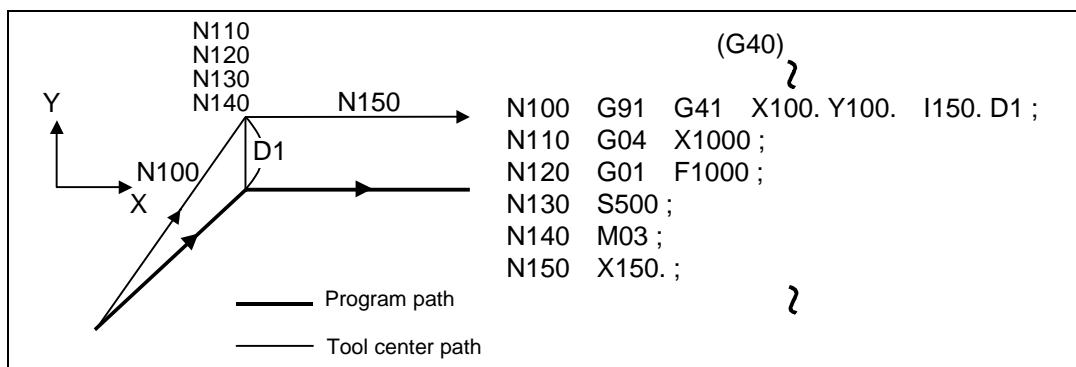 N110
N120
N130
N140
N150
Y
N100
D1
X
Program path
Tool center path
(G40)
N100 G91 G41 X100. Y100. I150. D1 ;
N110 G04 X1000 ;
N120 G01 F1000 ;
N130 S500 ;
N140 M03 ;
N150 X150. ;